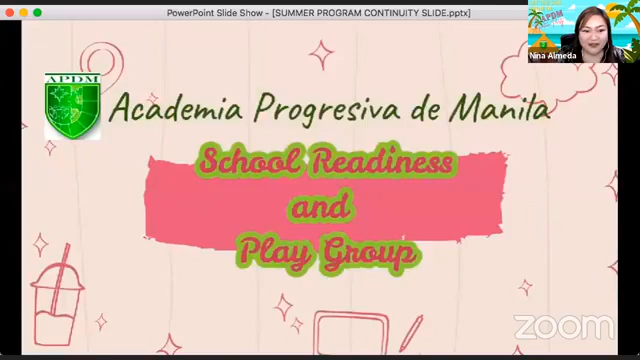 PowerPoint Slide Show - [SUMMER PROGRAM CONTINUITY SLIDE.pptx]
APDM
Nina Almeda
APDM
Academia Progresiva de Manila
School Readiness
and
Play Group
zoom